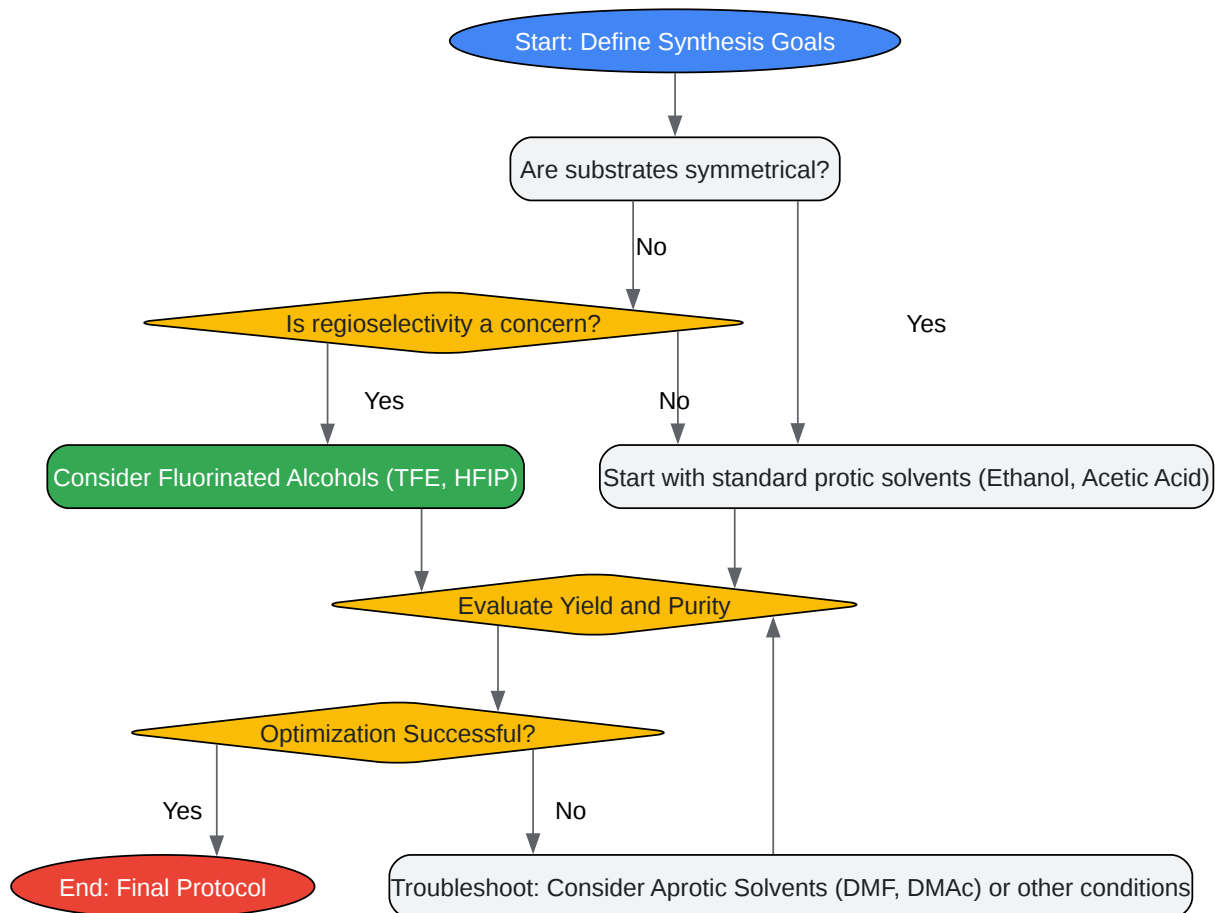 Start: Define Synthesis Goals
Are substrates symmetrical?
No
Is regioselectivity a concern?
Yes
Yes
No
Consider Fluorinated Alcohols (TFE, HFIP)
Start with standard protic solvents (Ethanol, Acetic Acid)
Evaluate Yield and Purity
Optimization Successful?
Yes
No
End: Final Protocol
Troubleshoot: Consider Aprotic Solvents (DMF, DMAc) or other conditions